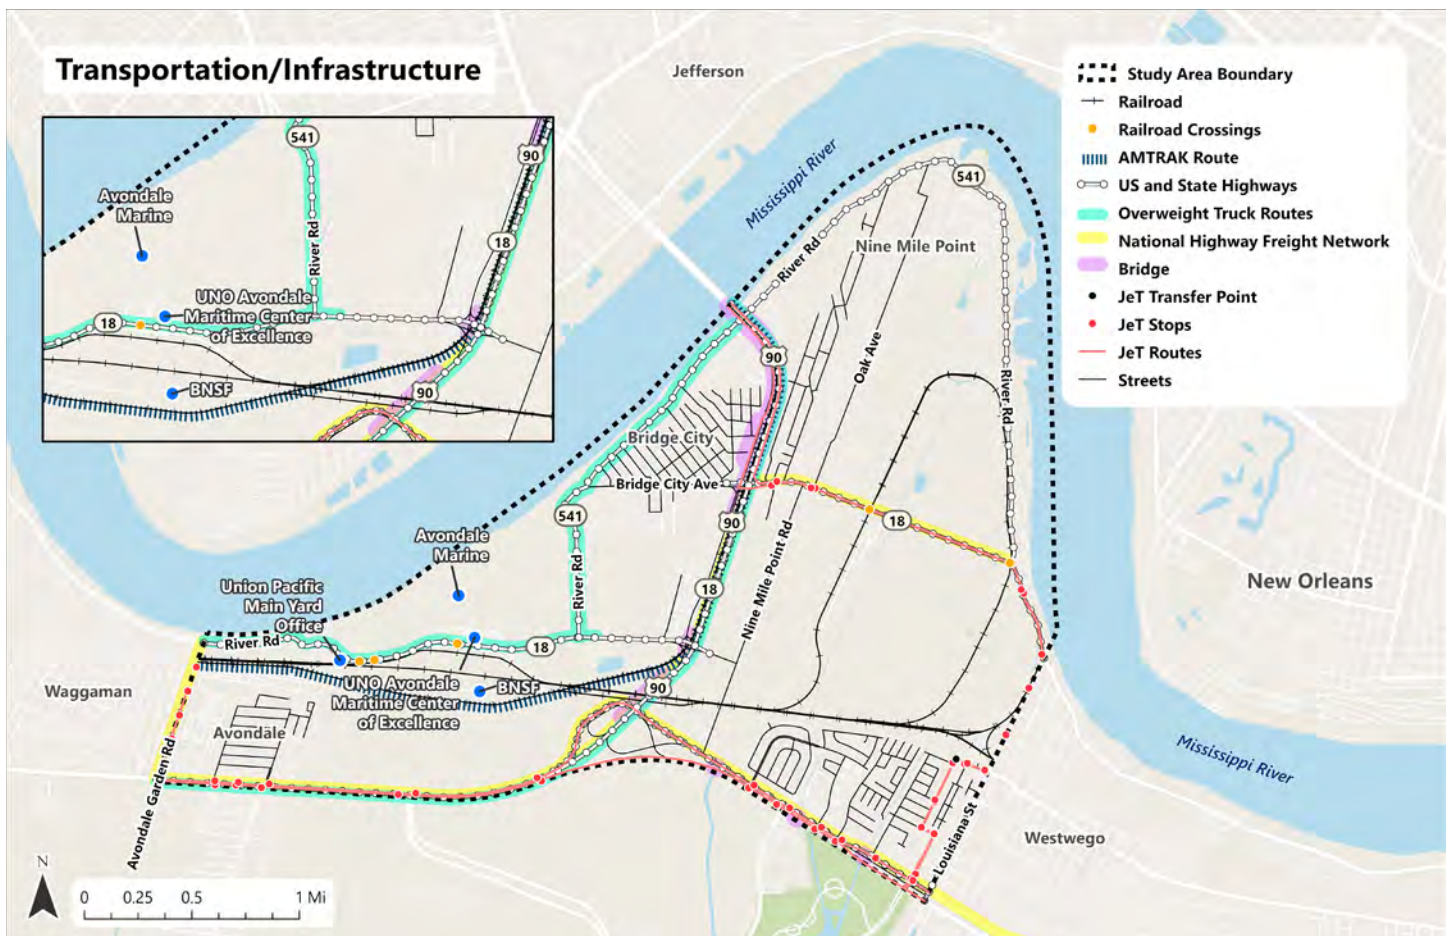 Transportation/Infrastructure
Jefferson
Study Area Boundary
Railroad
Railroad Crossings
AMTRAK Route
US and State Highways
Overweight Truck Routes
National Highway Freight Network
Bridge
JeT Transfer Point
JeT Stops
JeT Routes
Streets
541
90
Avondale
Marine
18
River Rd
UNO Avondale
Maritime Center
of Excellence
18
BNSF
90
Mississippi River
541
River Rd
Nine Mile Point
90
Oak Ave
River Rd
Bridge City
Bridge City Ave
541
90
18
Avondale
Marine
Union Pacific
Main Yard
Office
River Rd
18
Nine Mile Point Rd
New Orleans
River Rd
18
UNO Avondale
Maritime Center
of Excellence
BNSF
90
Waggaman
Avondale
Avondale Garden Rd
Mississippi River
Louisiana St
Westwego
N
0 0.25 0.5 1 Mi